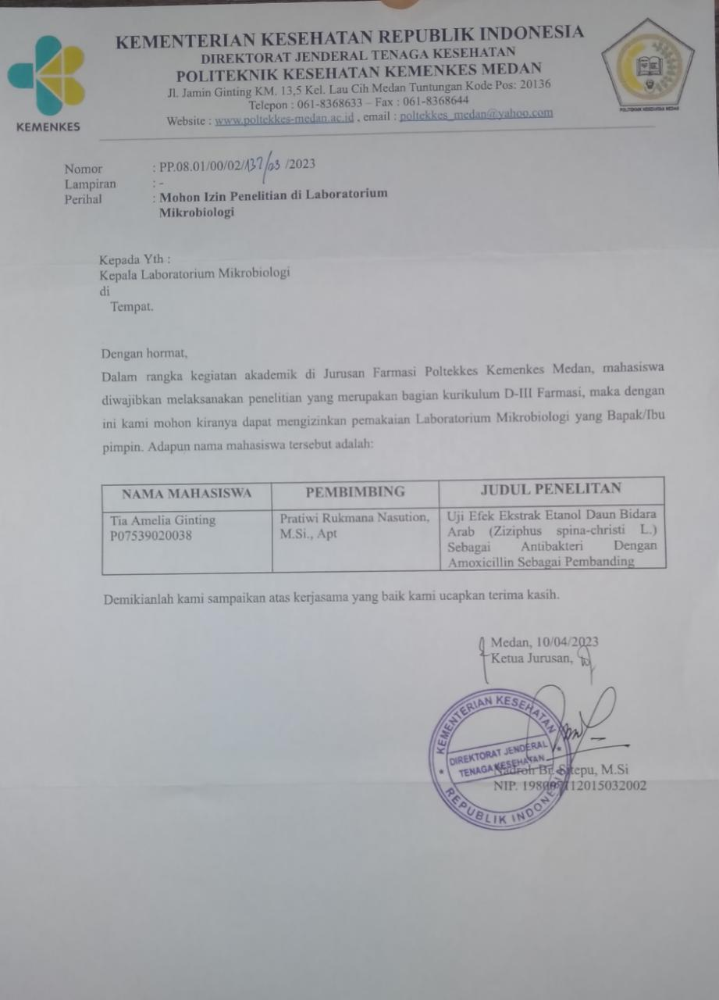 KEMENKES
KEMENTERIAN KESEHATAN REPUBLIK INDONESIA
DIREKTORAT JENDERAL TENAGA KESEHATAN
POLITEKNIK KESEHATAN KEMENKES MEDAN
Jl. Jamin Ginting KM. 13,5 Kel. Lau Cih Medan Tuntungan Kode Pos: 20136
Telepon : 061-8368633 – Fax : 061-8368644
Website : www.poltekkes-medan.ac.id , email : poltekkes_medan@yahoo.com
POLITEKNIK KESEHATAN MEDAN
Nomor : PP.08.01/00/02/137/03 /2023
Lampiran : -
Perihal : Mohon Izin Penelitian di Laboratorium
Mikrobiologi
Kepada Yth :
Kepala Laboratorium Mikrobiologi
di
Tempat.
Dengan hormat,
Dalam rangka kegiatan akademik di Jurusan Farmasi Poltekkes Kemenkes Medan, mahasiswa
diwajibkan melaksanakan penelitian yang merupakan bagian kurikulum D-III Farmasi, maka dengan
ini kami mohon kiranya dapat mengizinkan pemakaian Laboratorium Mikrobiologi yang Bapak/Ibu
pimpin. Adapun nama mahasiswa tersebut adalah:
NAMA MAHASISWA PEMBIMBING JUDUL PENELITAN
Tia Amelia Ginting
P07539020038
Pratiwi Rukmana Nasution,
M.Si., Apt
Uji Efek Ekstrak Etanol Daun Bidara
Arab (Ziziphus spina-christi L.)
Sebagai Antibakteri Dengan
Amoxicillin Sebagai Pembanding
Demikianlah kami sampaikan atas kerjasama yang baik kami ucapkan terima kasih.
Medan, 10/04/2023
Ketua Jurusan,
KEMENTERIAN KESEHATAN
DIREKTORAT JENDERAL
TENAGA KESEHATAN
REPUBLIK INDONESIA
Nadroh Br. Sitepu, M.Si
NIP.